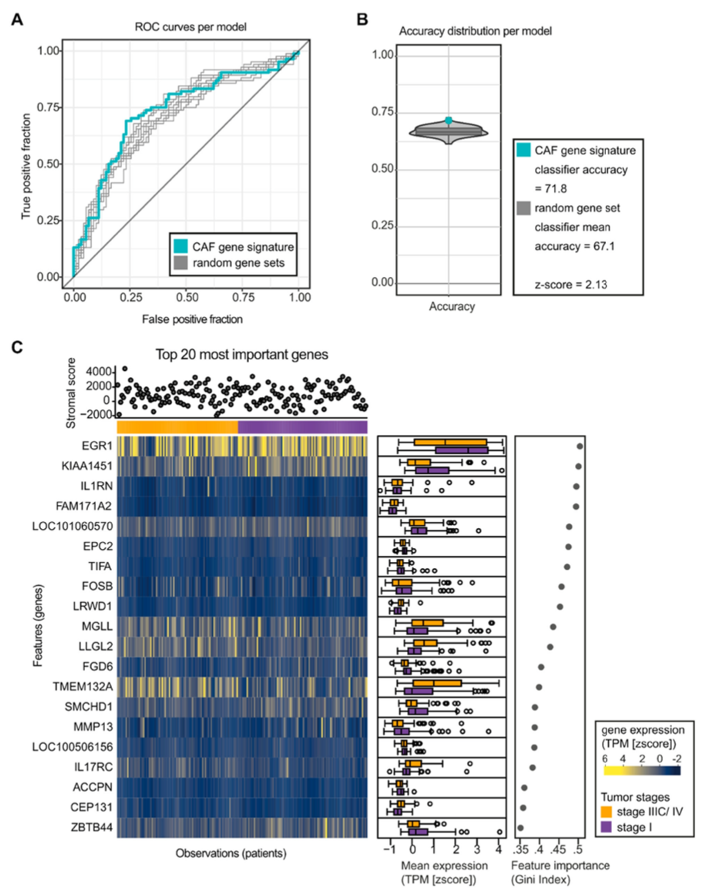 A
ROC curves per model
1.00
0.75
0.50
0.25
0.00
True positive fraction
0.00 0.25 0.50 0.75 1.00
False positive fraction
CAF gene signature
random gene sets
B
Accuracy distribution per model
1.00
0.75
0.50
0.25
0.00
Accuracy
CAF gene signature
classifier accuracy
= 71.8
random gene set
classifier mean
accuracy = 67.1
z-score = 2.13
C
Top 20 most important genes
Stromal score
4000
2000
0
−2000
Features (genes)
EGR1
KIAA1451
IL1RN
FAM171A2
LOC101060570
EPC2
TIFA
FOSB
LRWD1
MGLL
LLGL2
FGD6
TMEM132A
SMCHD1
MMP13
LOC100506156
IL17RC
ACCPN
CEP131
ZBTB44
Observations (patients)
−1 0 1 2 3 4
Mean expression
(TPM [zscore])
.35 .4 .45 .5
Feature importance
(Gini Index)
gene expression
(TPM [zscore])
6 4 2 0 -2
Tumor stages
stage IIIC/ IV
stage I